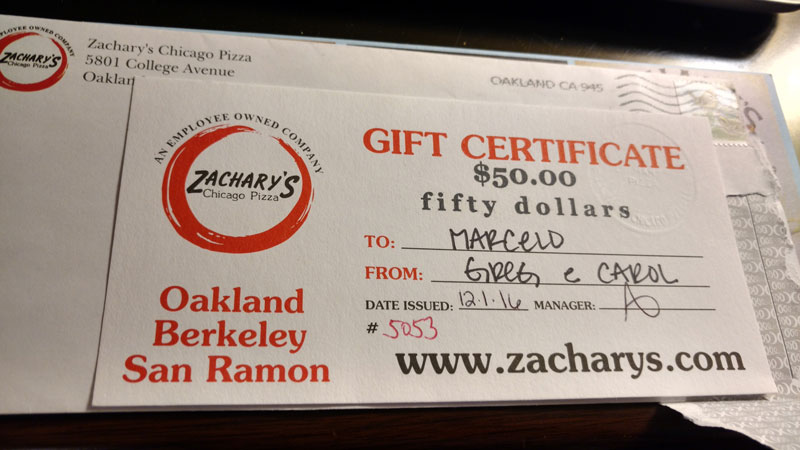 AN EMPLOYEE OWNED COMPANY
ZACHARY'S
Chicago Pizza
Zachary's Chicago Pizza
5801 College Avenue
OAKLAND CA 945
AN EMPLOYEE OWNED COMPANY
ZACHARY'S
Chicago Pizza
Oakland
Berkeley
San Ramon
GIFT CERTIFICATE
$50.00
fifty dollars
TO: MARCELO
FROM: GREG e CAROL
DATE ISSUED: 12.1.16 MANAGER:
# 5053
www.zacharys.com